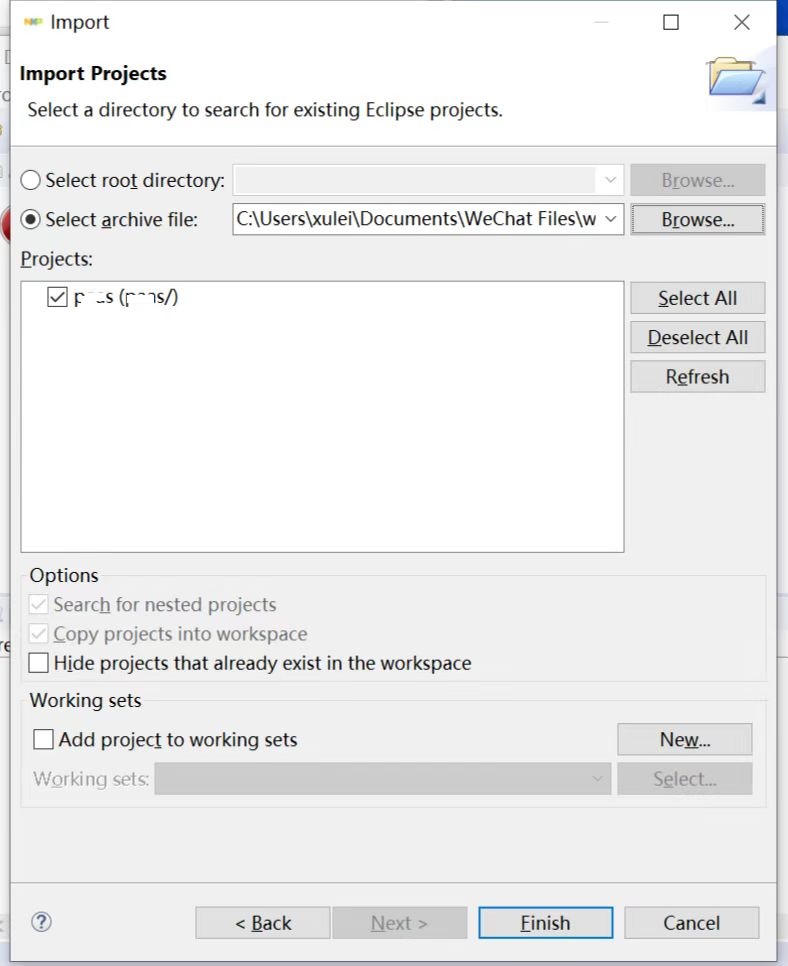 NXP Import
Import Projects
Select a directory to search for existing Eclipse projects.
Select root directory:
Browse...
Select archive file:
C:\Users\xulei\Documents\WeChat Files\w
Browse...
Projects:
Select All
Deselect All
Refresh
Options
Search for nested projects
Copy projects into workspace
Hide projects that already exist in the workspace
Working sets
Add project to working sets
New...
Working sets:
Select...
?
< Back
Next >
Finish
Cancel